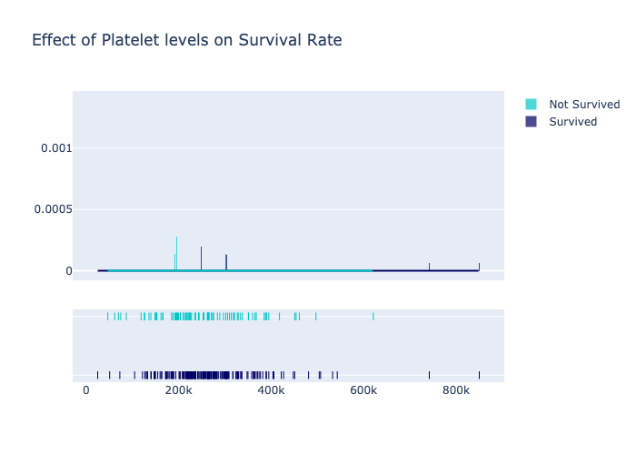 Effect of Platelet levels on Survival Rate
Not Survived
Survived
0.001
0.0005
0
0 200k 400k 600k 800k